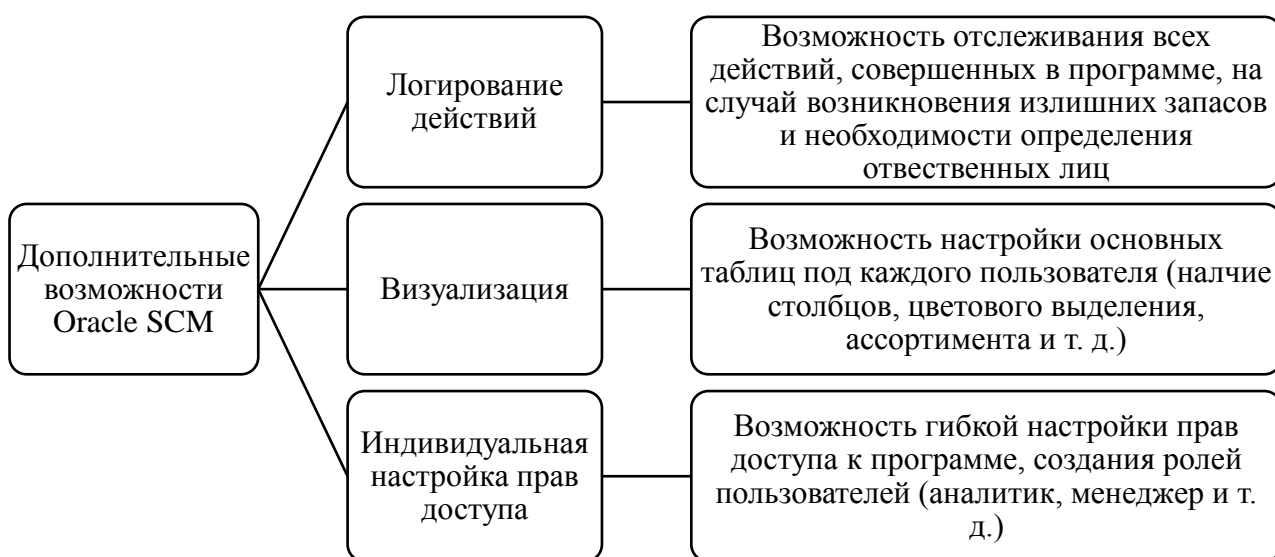 Дополнительные
возможности
Oracle SCM
Логирование
действий
Возможность отслеживания всех
действий, совершенных в программе, на
случай возникновения излишних запасов
и необходимости определения
отвественных лиц
Визуализация
Возможность настройки основных
таблиц под каждого пользователя (налчие
столбцов, цветового выделения,
ассортимента и т. д.)
Индивидуальная
настройка прав
доступа
Возможность гибкой настройки прав
доступа к программе, создания ролей
пользователей (аналитик, менеджер и т.
д.)